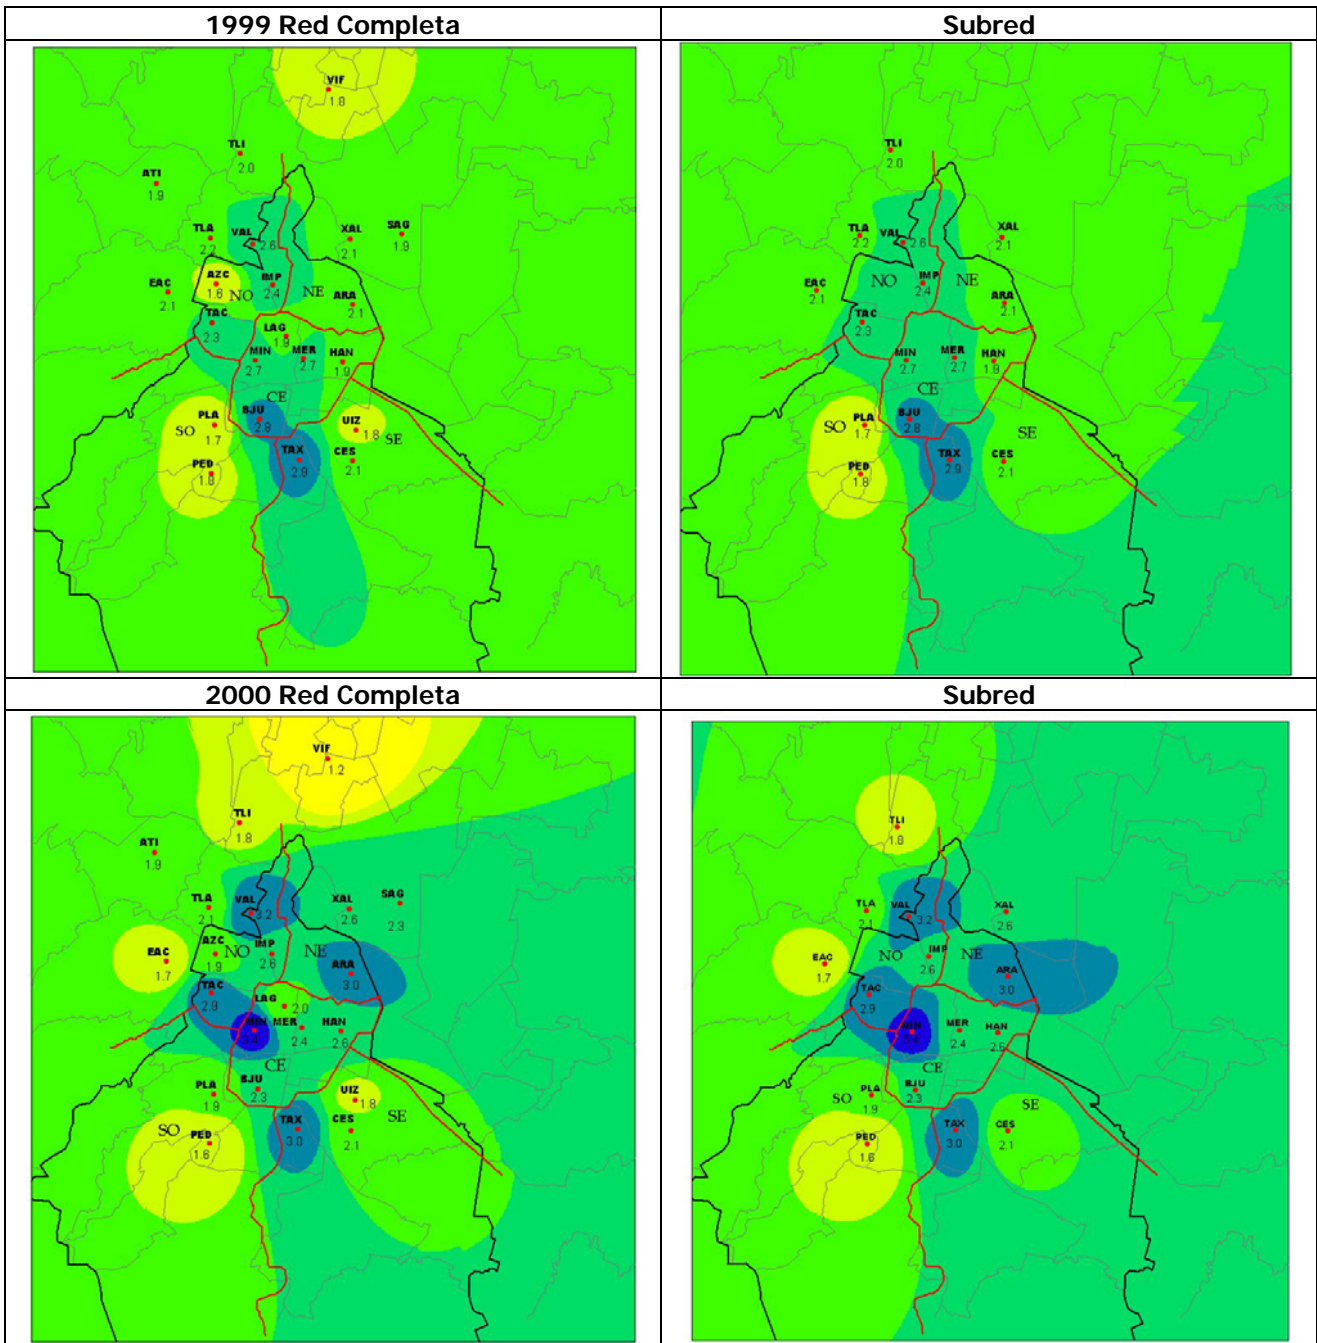 1999 Red Completa
Subred
VIF
1.8
TLI
2.0
ATI
1.9
TLA
2.2
VAL
2.6
XAL
2.1
SAG
1.9
EAC
2.1
AZC
1.6
NO
IMP
2.4
NE
ARA
2.1
TAC
2.3
LAG
1.9
MIN
2.7
MER
2.7
HAN
1.9
CE
BJU
2.8
PLA
1.7
SO
UIZ
1.8
SE
PED
1.8
TAX
2.9
CES
2.1
TLI
2.0
TLA
2.2
VAL
2.6
XAL
2.1
EAC
2.1
NO
IMP
2.4
NE
ARA
2.1
TAC
2.3
MIN
2.7
MER
2.7
HAN
1.9
CE
BJU
2.8
PLA
1.7
SO
SE
PED
1.8
TAX
2.9
CES
2.1
2000 Red Completa
Subred
VIF
1.2
TLI
1.8
ATI
1.9
TLA
2.1
VAL
3.2
XAL
2.6
SAG
2.3
EAC
1.7
AZC
1.9
NO
IMP
2.6
NE
ARA
3.0
TAC
2.9
LAG
2.0
MIN
3.4
MER
2.4
HAN
2.6
CE
BJU
2.3
PLA
1.9
SO
UIZ
1.8
SE
PED
1.6
TAX
3.0
CES
2.1
TLI
1.8
TLA
2.1
VAL
3.2
XAL
2.6
EAC
1.7
NO
IMP
2.6
NE
ARA
3.0
TAC
2.9
MIN
3.4
MER
2.4
HAN
2.6
CE
BJU
2.3
PLA
1.9
SO
SE
PED
1.6
TAX
3.0
CES
2.1